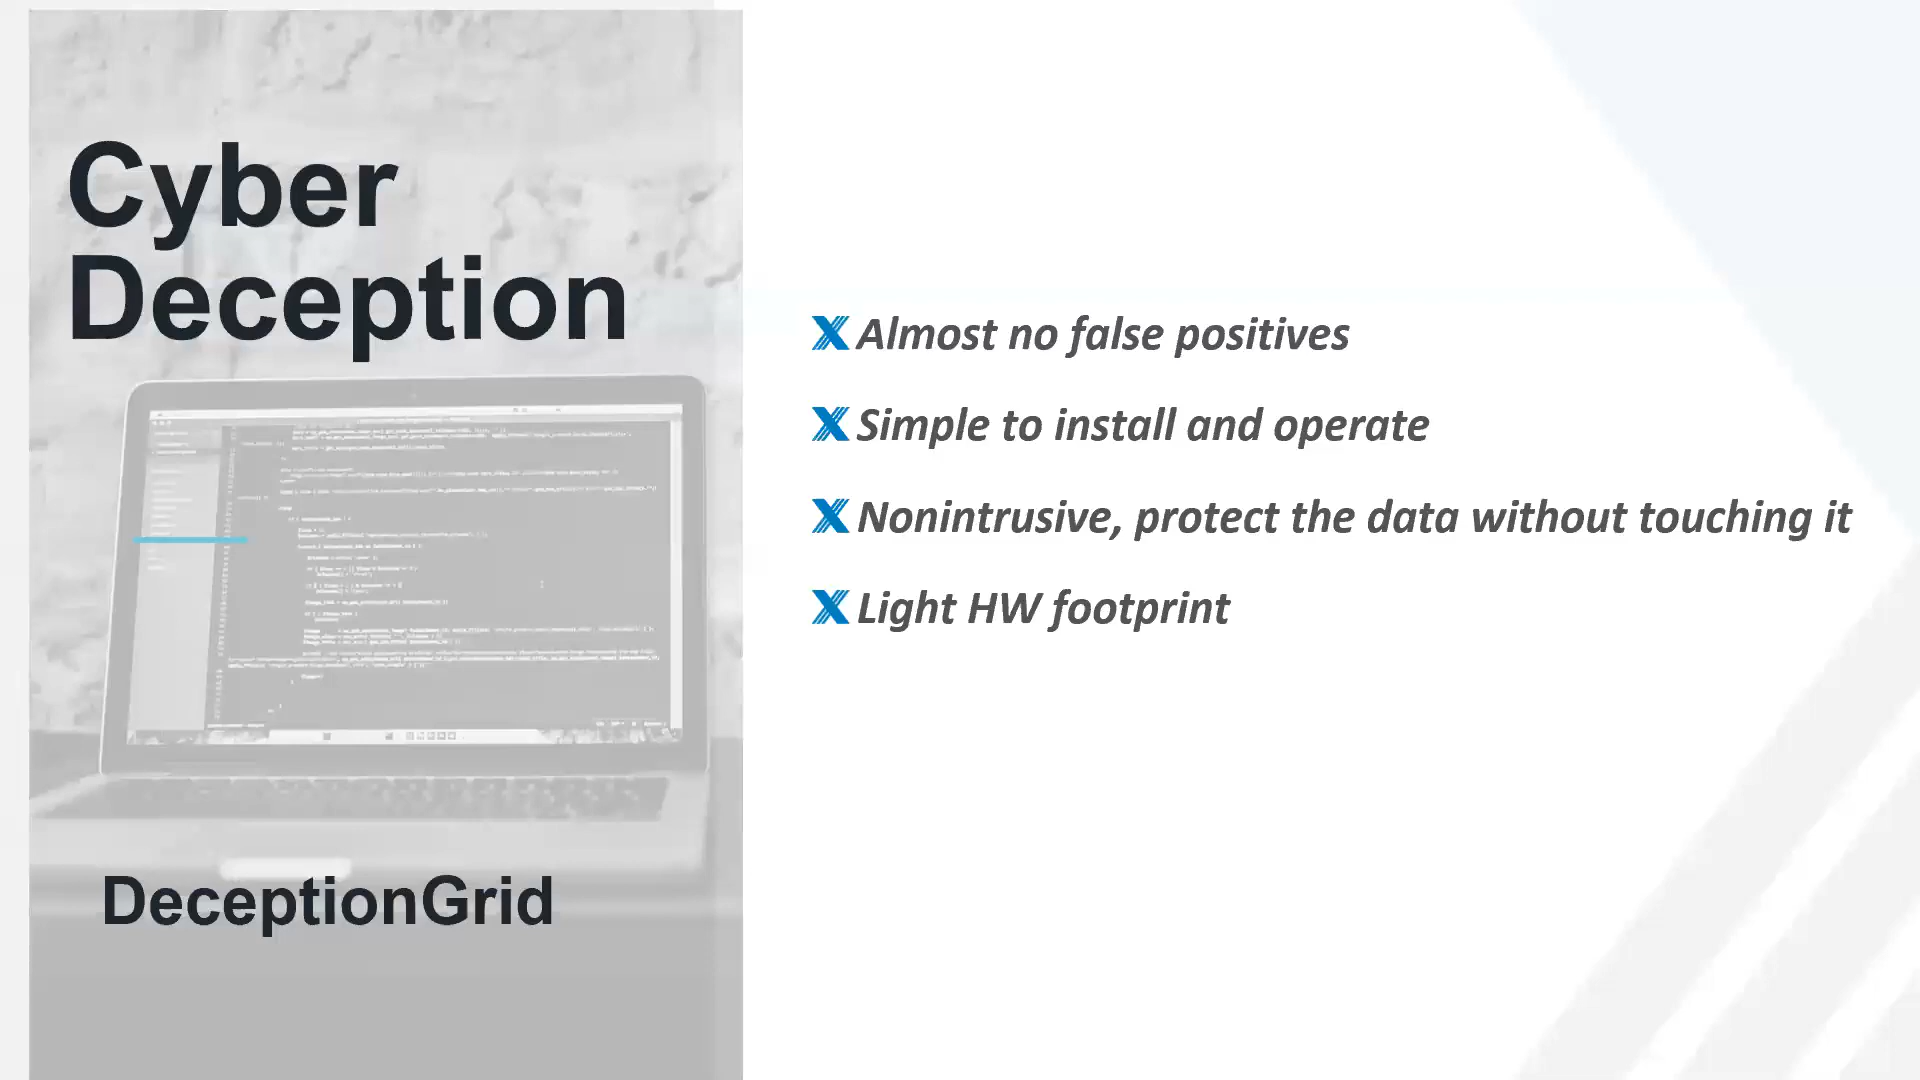 Cyber
Deception
DeceptionGrid
Almost no false positives
Simple to install and operate
Nonintrusive, protect the data without touching it
Light HW footprint